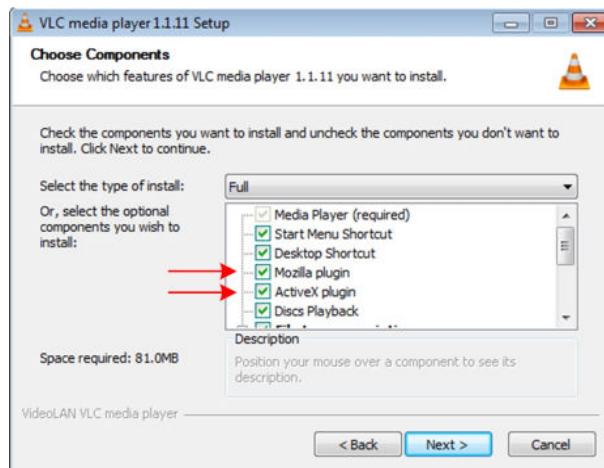 VLC media player 1.1.11 Setup
Choose Components
Choose which features of VLC media player 1.1.11 you want to install.
Check the components you want to install and uncheck the components you don't want to
install. Click Next to continue.
Select the type of install:
Full
Or, select the optional
components you wish to
install:
Media Player (required)
Start Menu Shortcut
Desktop Shortcut
Mozilla plugin
ActiveX plugin
Discs Playback
Space required: 81.0MB
Description
Position your mouse over a component to see its
description.
VideoLAN VLC media player
< Back
Next >
Cancel